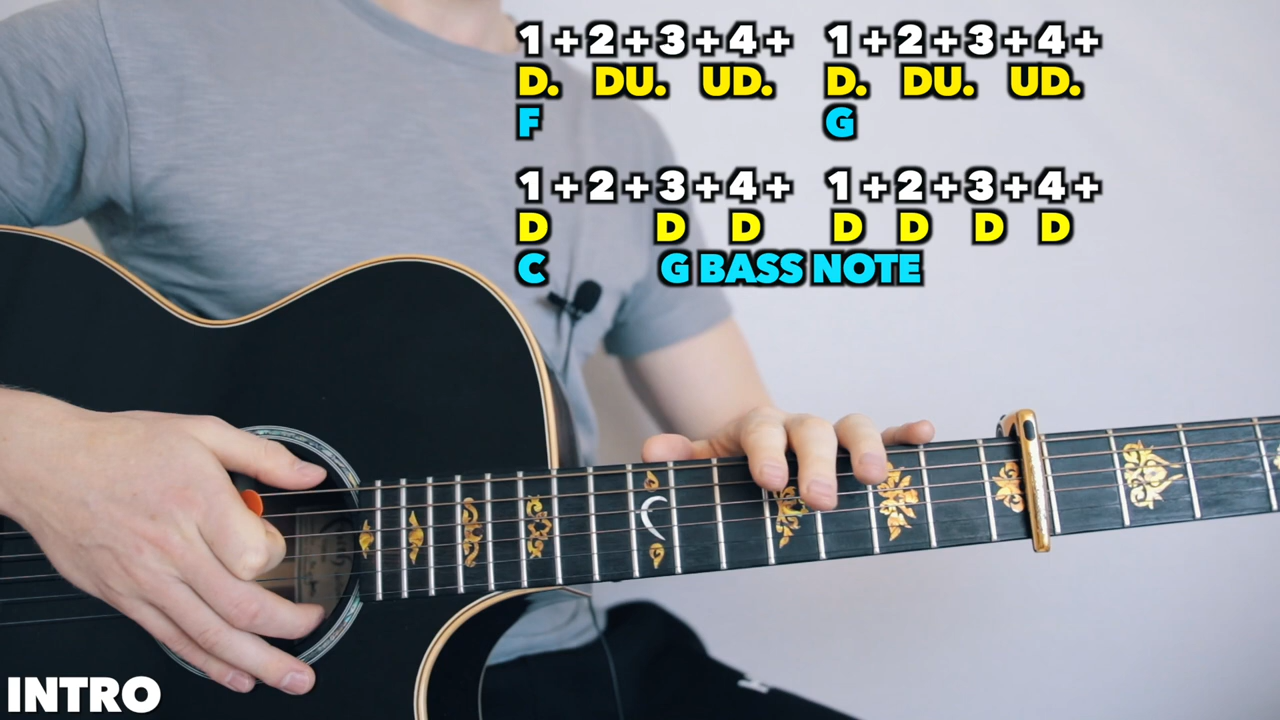 1+2+3+4+ 1+2+3+4+
D. DU. UD. D. DU. UD.
F G
1+2+3+4+ 1+2+3+4+
D D D D D D D
C G BASS NOTE
INTRO